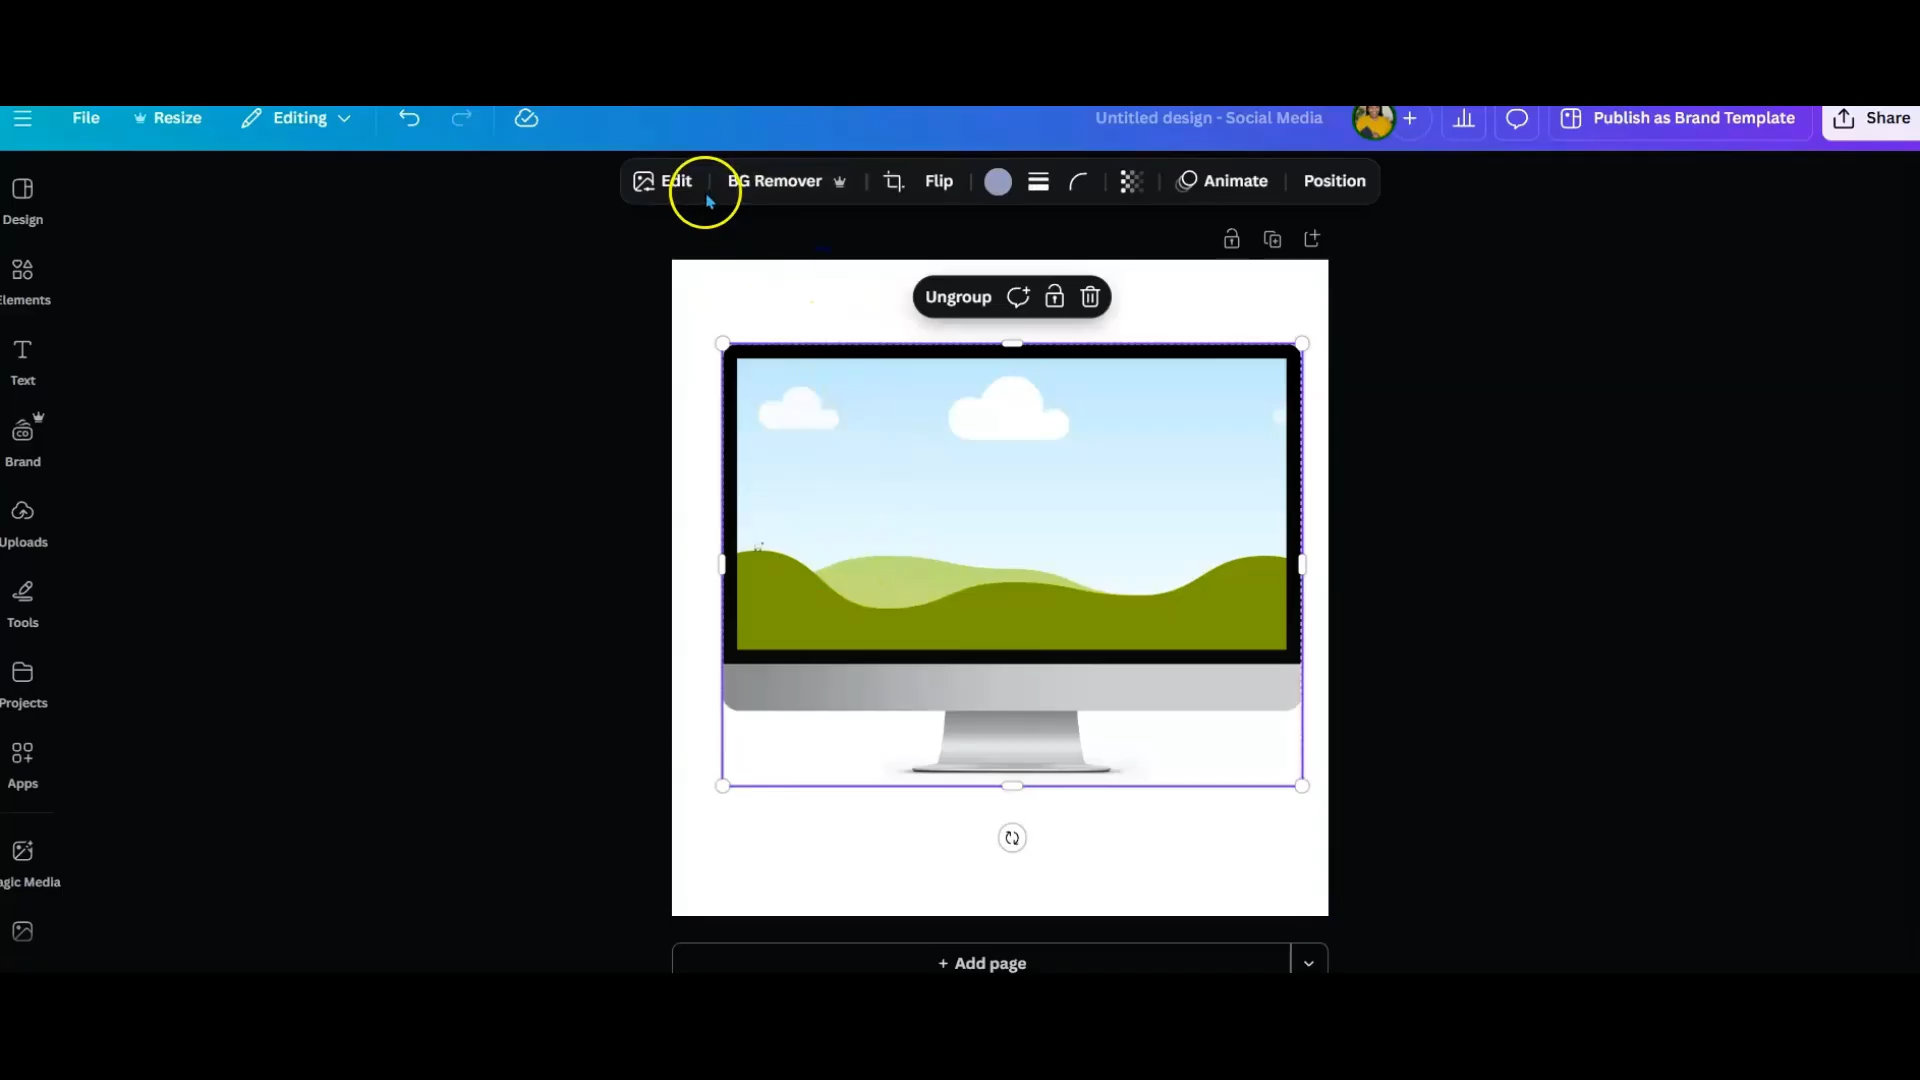 File
Resize
Editing
Untitled design - Social Media
Publish as Brand Template
Share
Edit
BG Remover
Flip
Animate
Position
Design
Elements
Text
Brand
Uploads
Tools
Projects
Apps
agic Media
Ungroup
+ Add page